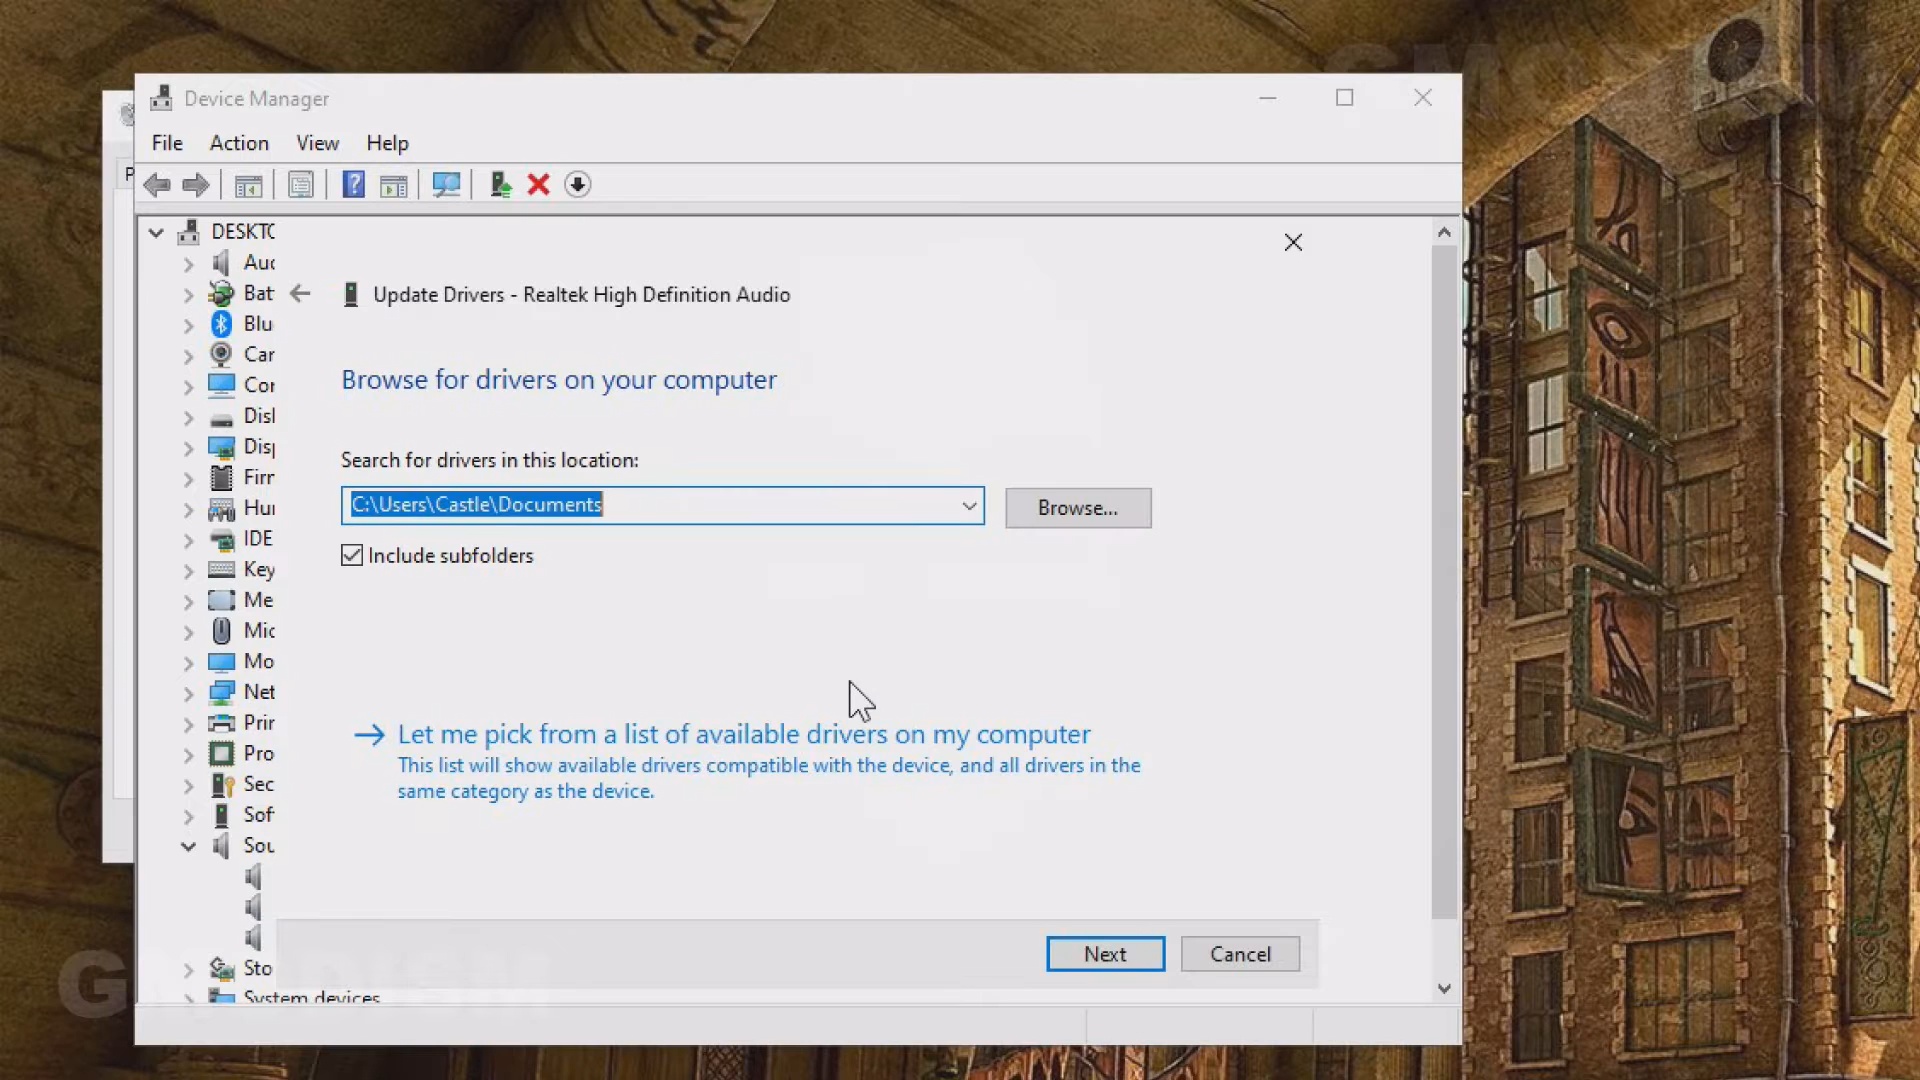 Device Manager
File Action View Help
P
DESKTC
Auc
Bat
Update Drivers - Realtek High Definition Audio
Blu
Car
Browse for drivers on your computer
Cor
Disl
Disp
Search for drivers in this location:
Firr
C:\Users\Castle\Documents
Browse...
Hur
IDE
Include subfolders
Key
Me
Mic
Mo
Net
Prir
Let me pick from a list of available drivers on my computer
Pro
This list will show available drivers compatible with the device, and all drivers in the
same category as the device.
Sec
Sof
Sou
Next
Cancel
Sto
System devices